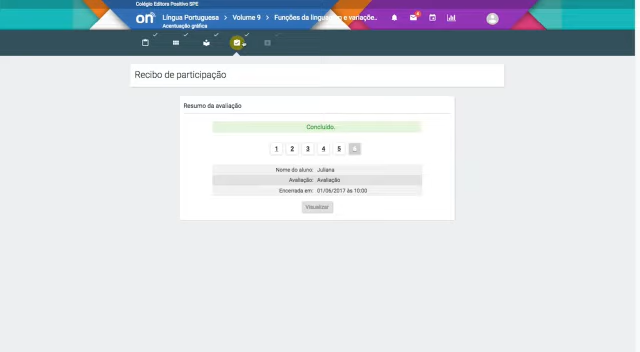 Colégio Editora Positivo SPE
on
Língua Portuguesa > Volume 9 > Funções da linguagem e variaçõe..
Acentuação gráfica
Recibo de participação
Resumo da avaliação
Concluído.
1 2 3 4 5
Nome do aluno: Juliana
Avaliação: Avaliação
Encerrada em: 01/06/2017 às 10:00
Visualizar